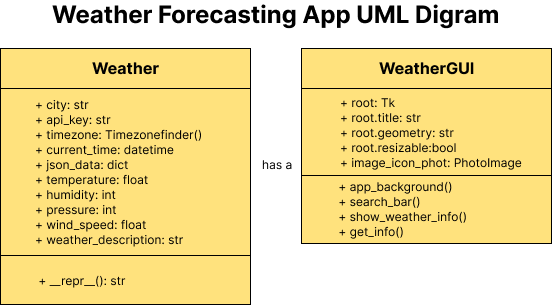 Weather Forecasting App UML Digram
Weather
+ city: str
+ api_key: str
+ timezone: Timezonefinder()
+ current_time: datetime
+ json_data: dict
+ temperature: float
+ humidity: int
+ pressure: int
+ wind_speed: float
+ weather_description: str
+ __repr__(): str
has a
WeatherGUI
+ root: Tk
+ root.title: str
+ root.geometry: str
+ root.resizable:bool
+ image_icon_phot: PhotoImage
+ app_background()
+ search_bar()
+ show_weather_info()
+ get_info()